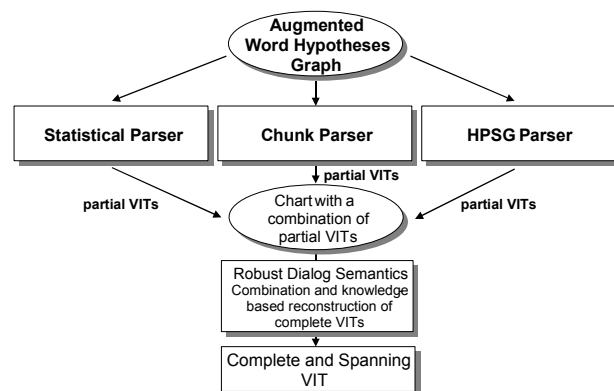 Augmented
Word Hypotheses
Graph
Statistical Parser
Chunk Parser
HPSG Parser
partial VITs
partial VITs
partial VITs
Chart with a
combination of
partial VITs
Robust Dialog Semantics
Combination and knowledge-
based reconstruction of
complete VITs
Complete and Spanning
VIT